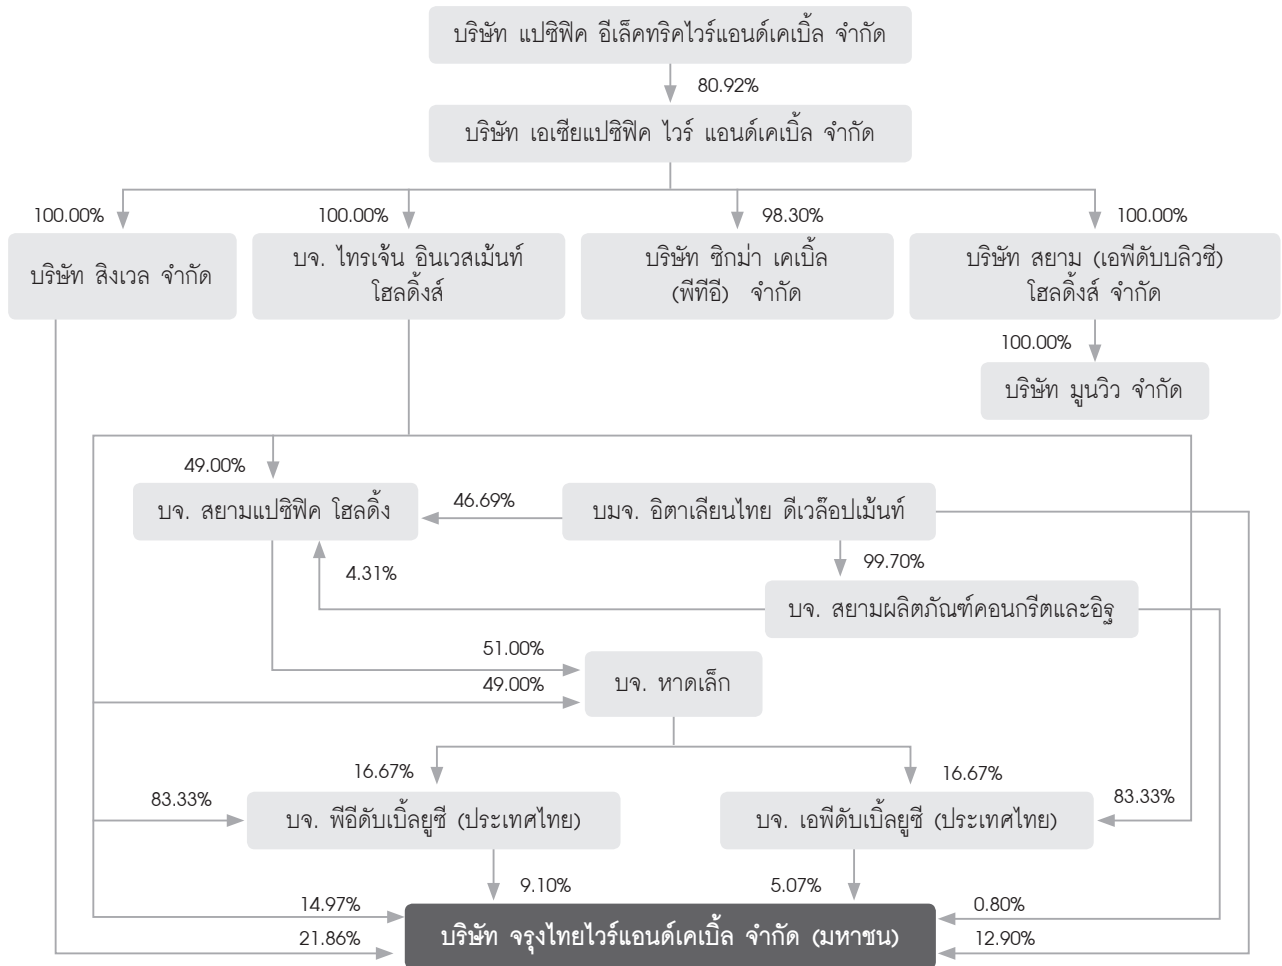 บริษัท แปซิฟิค อีเล็คทริคไวร์แอนด์เคเบิ้ล จำกัด
80.92%
บริษัท เอเซียแปซิฟิค ไวร์ แอนด์เคเบิ้ล จำกัด
100.00%
100.00%
98.30%
100.00%
บริษัท สิงเวล จำกัด
บจ. ไทรเจ้น อินเวสเม้นท์
โฮลดิ้งส์
บริษัท ซิกม่า เคเบิ้ล
(พีทีอี) จำกัด
บริษัท สยาม (เอพีดับบลิวซี)
โฮลดิ้งส์ จำกัด
100.00%
บริษัท มูนวิว จำกัด
49.00%
บจ. สยามแปซิฟิค โฮลดิ้ง
46.69%
บมจ. อิตาเลียนไทย ดีเวล๊อปเม้นท์
4.31%
99.70%
บจ. สยามผลิตภัณฑ์คอนกรีตและอิฐ
51.00%
49.00%
บจ. หาดเล็ก
16.67%
16.67%
83.33%
83.33%
บจ. พีอีดับเบิ้ลยูซี (ประเทศไทย)
บจ. เอพีดับเบิ้ลยูซี (ประเทศไทย)
9.10%
5.07%
14.97%
0.80%
21.86%
บริษัท จรุงไทยไวร์แอนด์เคเบิ้ล จำกัด (มหาชน)
12.90%